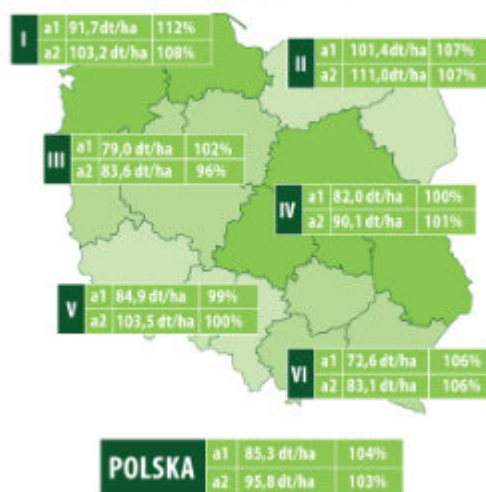 I a1 91,7 dt/ha 112%
a2 103,2 dt/ha 108%
II a1 101,4 dt/ha 107%
a2 111,0 dt/ha 107%
III a1 79,0 dt/ha 102%
a2 83,6 dt/ha 96%
IV a1 82,0 dt/ha 100%
a2 90,1 dt/ha 101%
V a1 84,9 dt/ha 99%
a2 103,5 dt/ha 100%
VI a1 72,6 dt/ha 106%
a2 83,1 dt/ha 106%
POLSKA a1 85,3 dt/ha 104%
a2 95,8 dt/ha 103%